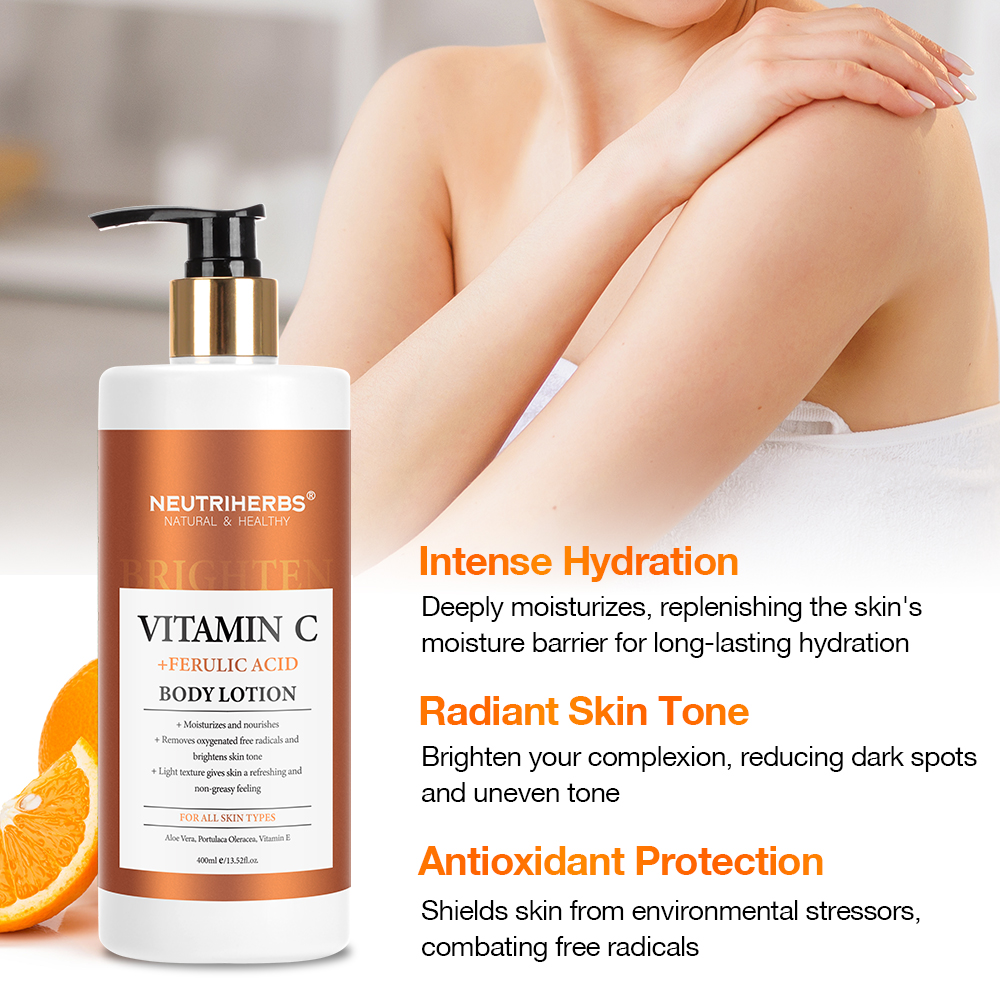 NEUTRIHERBS®
NATURAL & HEALTHY
BRIGHTEN
VITAMIN C
+FERULIC ACID
BODY LOTION
+ Moisturizes and nourishes
+ Removes oxygenated free radicals and
brightens skin tone
+ Light texture gives skin a refreshing and
non-greasy feeling
FOR ALL SKIN TYPES
Aloe Vera, Portulaca Oleracea, Vitamin E
400ml ℮/13.52fl.oz.
Intense Hydration
Deeply moisturizes, replenishing the skin's
moisture barrier for long-lasting hydration
Radiant Skin Tone
Brighten your complexion, reducing dark spots
and uneven tone
Antioxidant Protection
Shields skin from environmental stressors,
combating free radicals